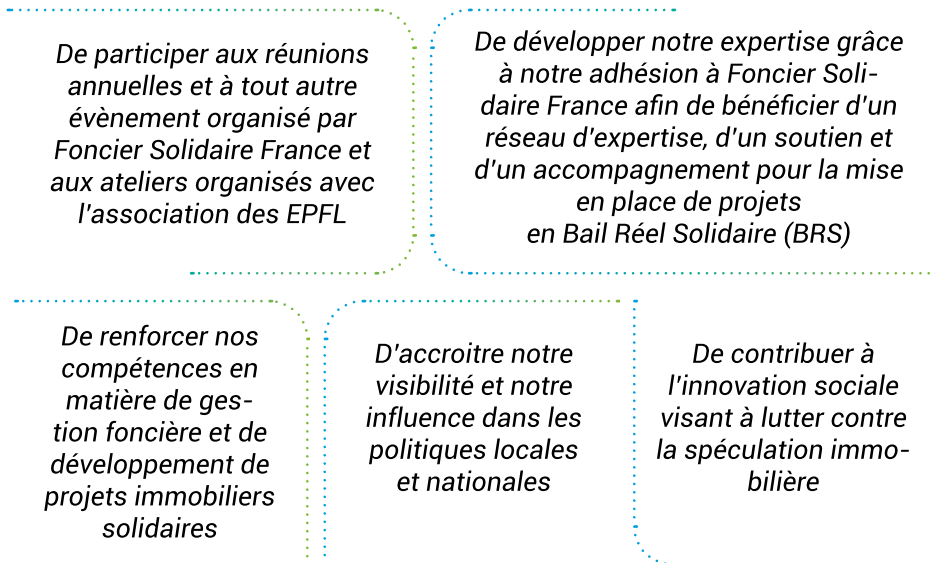 De participer aux réunions
annuelles et à tout autre
évènement organisé par
Foncier Solidaire France et
aux ateliers organisés avec
l'association des EPFL
De développer notre expertise grâce
à notre adhésion à Foncier Soli-
daire France afin de bénéficier d'un
réseau d'expertise, d'un soutien et
d'un accompagnement pour la mise
en place de projets
en Bail Réel Solidaire (BRS)
De renforcer nos
compétences en
matière de ges-
tion foncière et de
développement de
projets immobiliers
solidaires
D'accroitre notre
visibilité et notre
influence dans les
politiques locales
et nationales
De contribuer à
l'innovation sociale
visant à lutter contre
la spéculation immo-
bilière